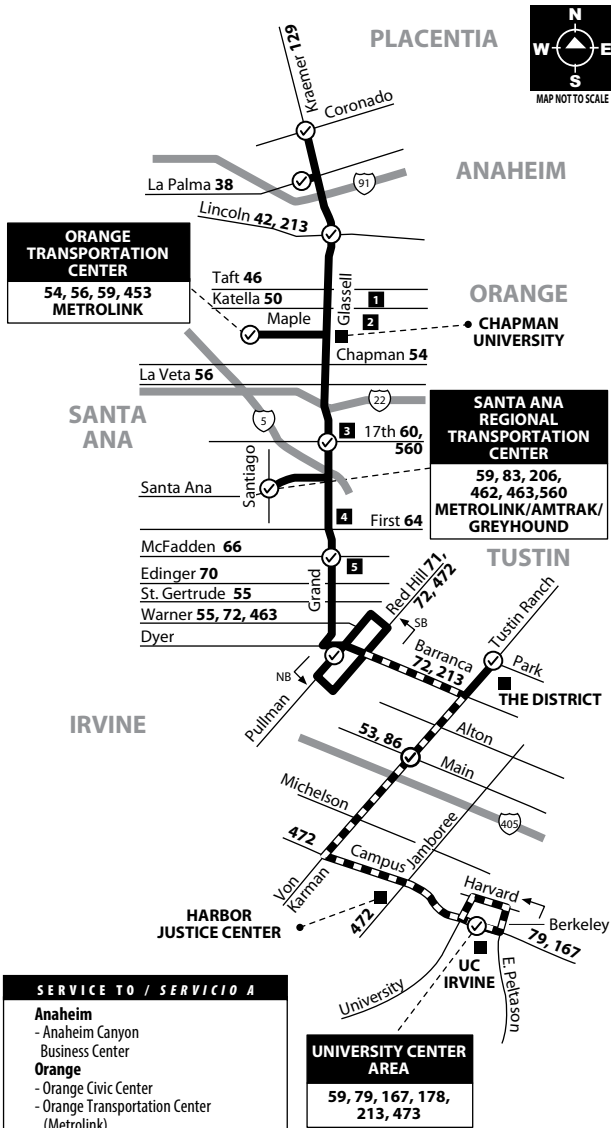 N
W E
S
MAP NOT TO SCALE
PLACENTIA
Kraemer 129
Coronado
ANAHEIM
La Palma 38
91
Lincoln 42, 213
ORANGE
TRANSPORTATION
CENTER
54, 56, 59, 453
METROLINK
Taft 46
Katella 50
Maple
Glassell
1
2
ORANGE
CHAPMAN
UNIVERSITY
Chapman 54
La Veta 56
22
5
SANTA
ANA
SANTA ANA
REGIONAL
TRANSPORTATION
CENTER
59, 83, 206,
462, 463,560
METROLINK/AMTRAK/
GREYHOUND
3
17th 60,
560
Santiago
Santa Ana
4
First 64
McFadden 66
5
TUSTIN
Edinger 70
St. Gertrude 55
Grand
Warner 55, 72, 463
Dyer
Red Hill 71,
72, 472
SB
Barranca
72, 213
Tustin Ranch
Park
THE DISTRICT
NB
Pullman
IRVINE
53, 86
Alton
Main
Michelson
405
472
Campus
Jamboree
Von
Karman
HARBOR
JUSTICE CENTER
472
Harvard
Berkeley
79, 167
UC
IRVINE
E. Peltason
University
UNIVERSITY CENTER
AREA
59, 79, 167, 178,
213, 473
SERVICE TO / SERVICIO A
Anaheim
- Anaheim Canyon
Business Center
Orange
- Orange Civic Center
- Orange Transportation Center
(Metrolink)